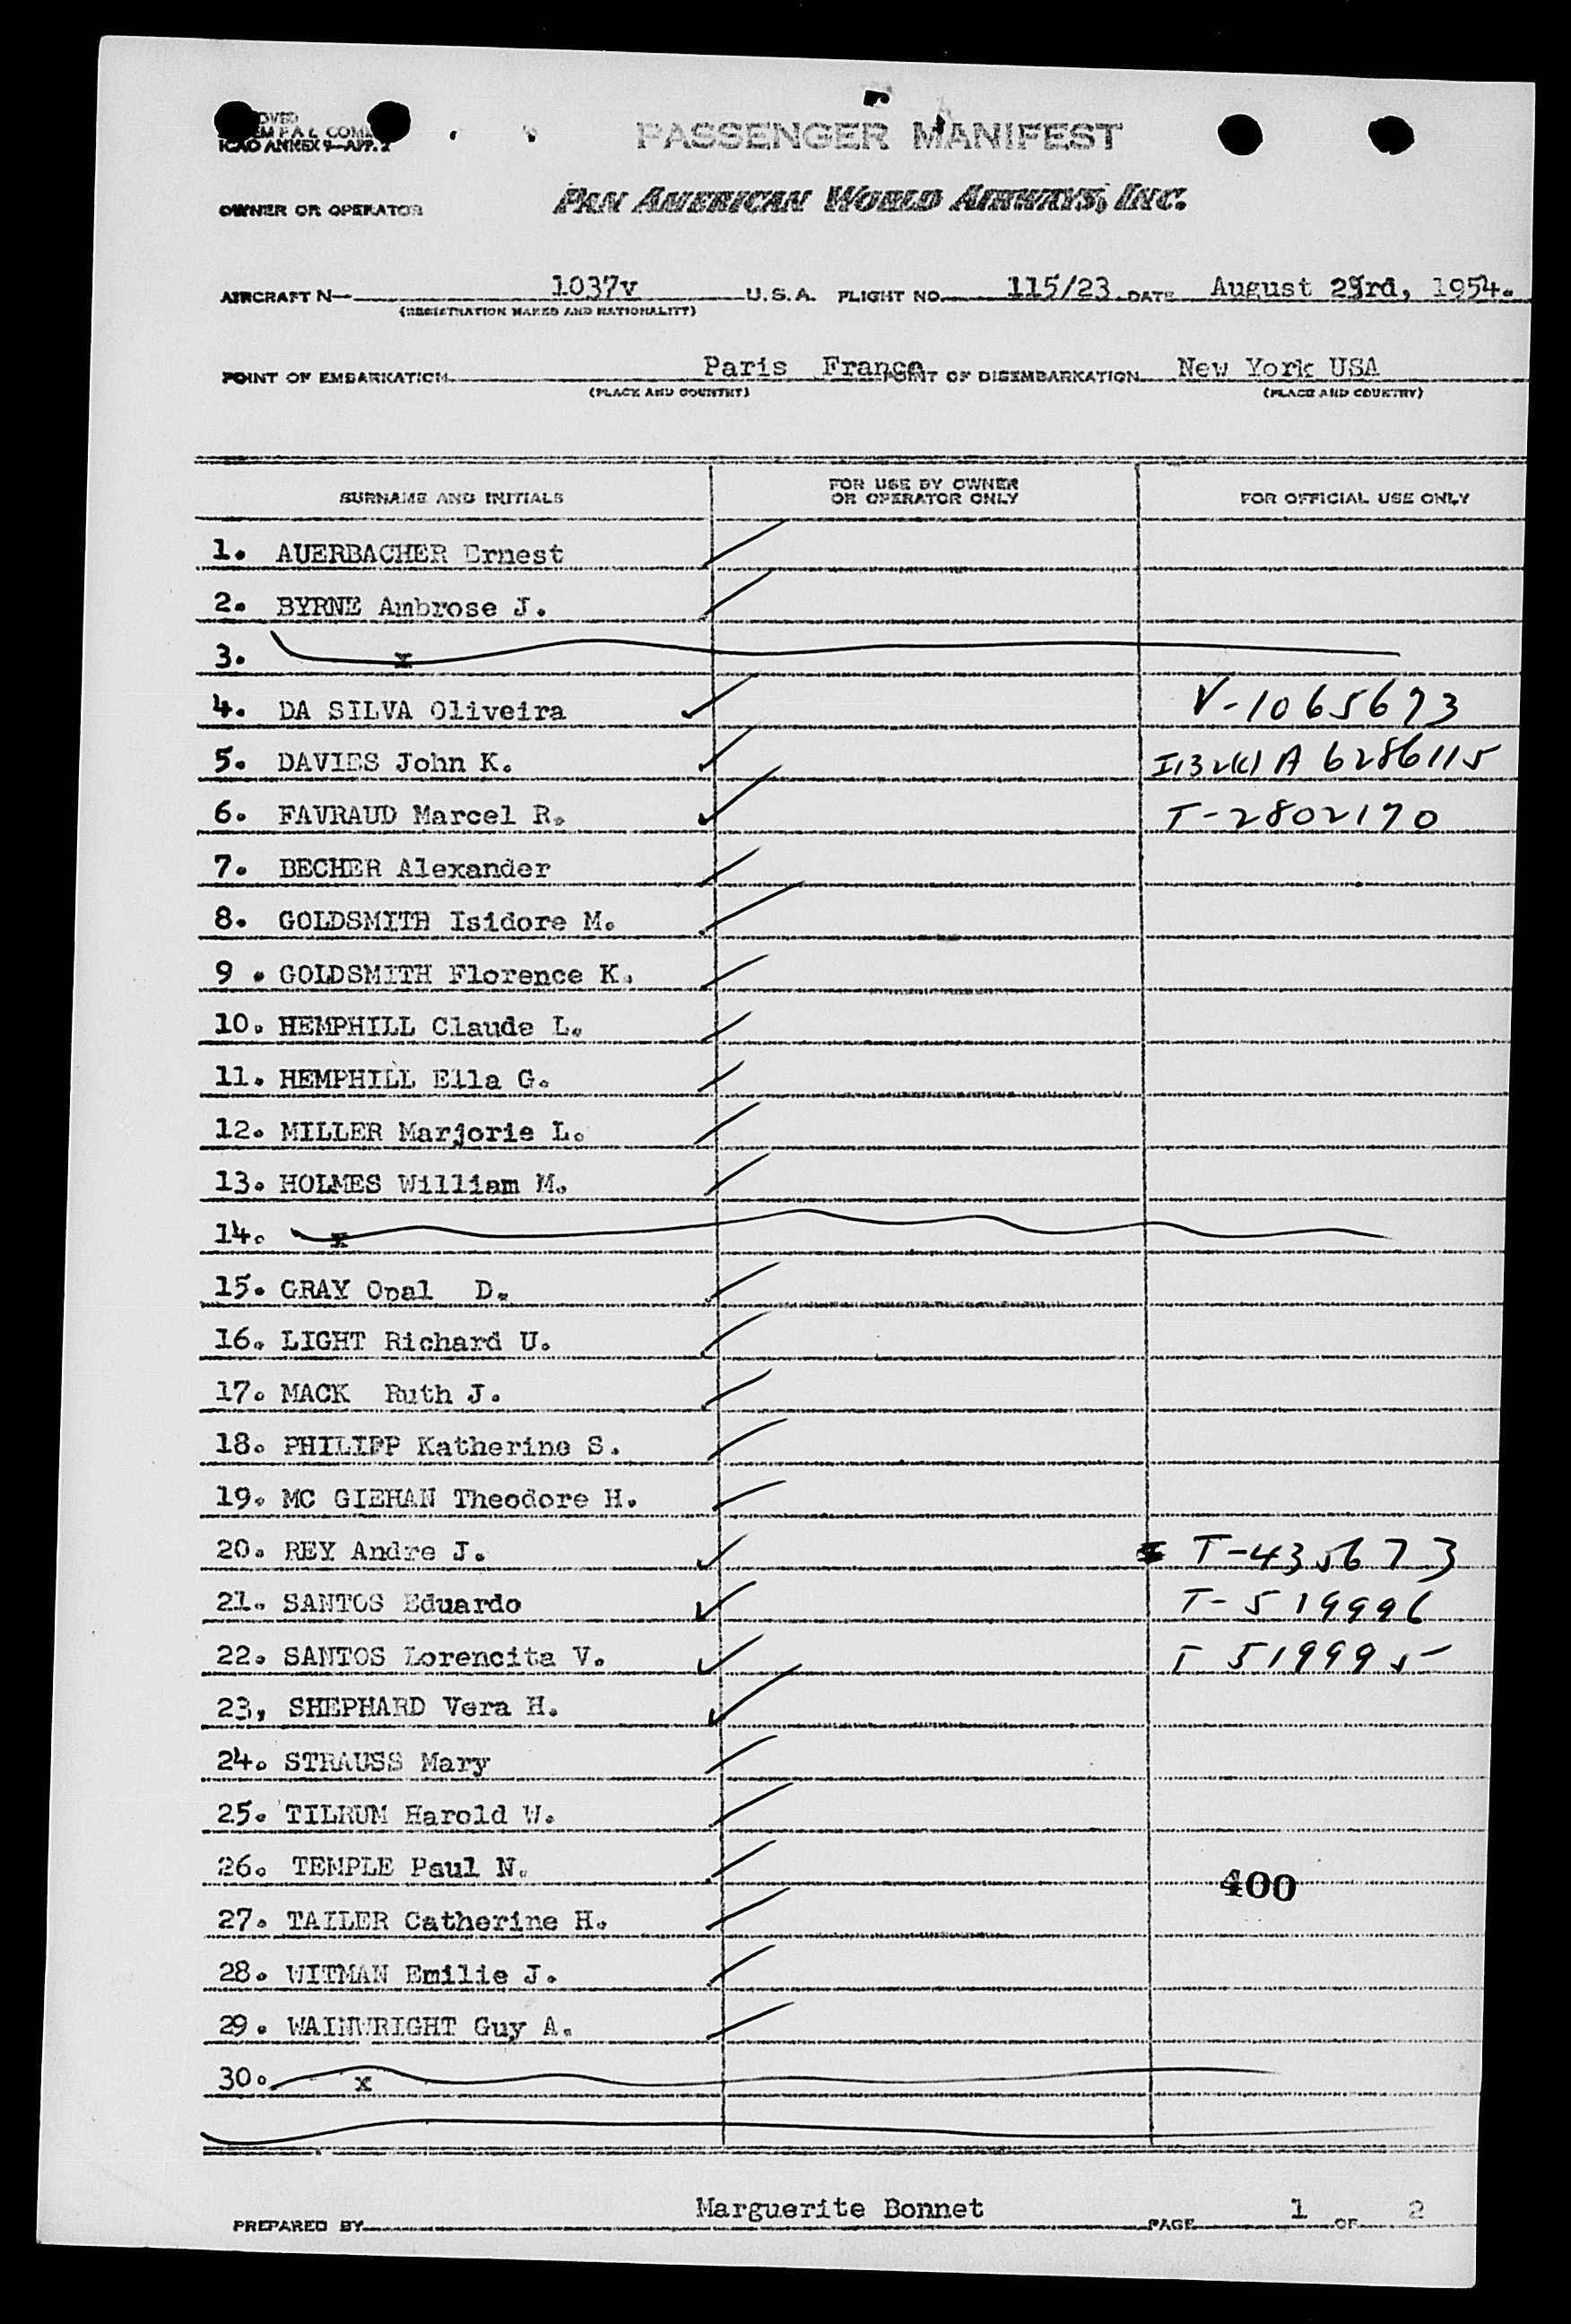 PASSENGER MANIFEST
ICAO ANNEX 9—APP. 2
OWNER OR OPERATOR PAN AMERICAN WORLD AIRWAYS, INC.
AIRCRAFT N— 1037v U.S.A. FLIGHT NO. 115/23 DATE August 23rd, 1954.
(REGISTRATION MARKS AND NATIONALITY)
POINT OF EMBARKATION Paris France POINT OF DISEMBARKATION New York USA
(PLACE AND COUNTRY) (PLACE AND COUNTRY)
SURNAME AND INITIALS FOR USE BY OWNER OR OPERATOR ONLY FOR OFFICIAL USE ONLY
1. AUERBACHER Ernest
2. BYRNE Ambrose J.
3. x
4. DA SILVA Oliveira V-1065673
5. DAVIES John K. A 6286115
6. FAVRAUD Marcel R. T-2802170
7. BECHER Alexander
8. GOLDSMITH Isidore M.
9. GOLDSMITH Florence K.
10. HEMPHILL Claude L.
11. HEMPHILL Ella G.
12. MILLER Marjorie L.
13. HOLMES William M.
14. x
15. GRAY Opal D.
16. LIGHT Richard U.
17. MACK Ruth J.
18. PHILIPP Katherine S.
19. MC GIEHAN Theodore H.
20. REY Andre J. T-435673
21. SANTOS Eduardo T-519996
22. SANTOS Lorencita V. T 519995
23, SHEPHARD Vera H.
24. STRAUSS Mary
25. TILRUM Harold W.
26. TEMPLE Paul N.
400
27. TAILER Catherine H.
28. WITMAN Emilie J.
29. WAINWRIGHT Guy A.
30. x
PREPARED BY Marguerite Bonnet PAGE 1 OF 2